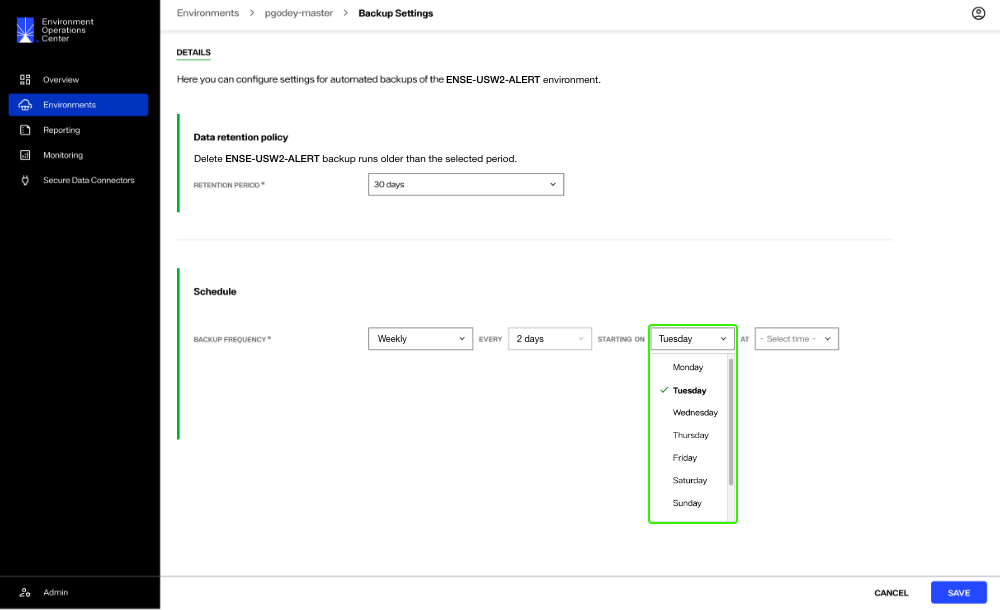 Environment
Operations
Center
Environments > pgodey-master > Backup Settings
Overview
Environments
Reporting
Monitoring
Secure Data Connectors
DETAILS
Here you can configure settings for automated backups of the ENSE-USW2-ALERT environment.
Data retention policy
Delete ENSE-USW2-ALERT backup runs older than the selected period.
RETENTION PERIOD * 30 days
Schedule
BACKUP FREQUENCY * Weekly EVERY 2 days STARTING ON Tuesday AT - Select time -
Monday
Tuesday
Wednesday
Thursday
Friday
Saturday
Sunday
Admin
CANCEL SAVE